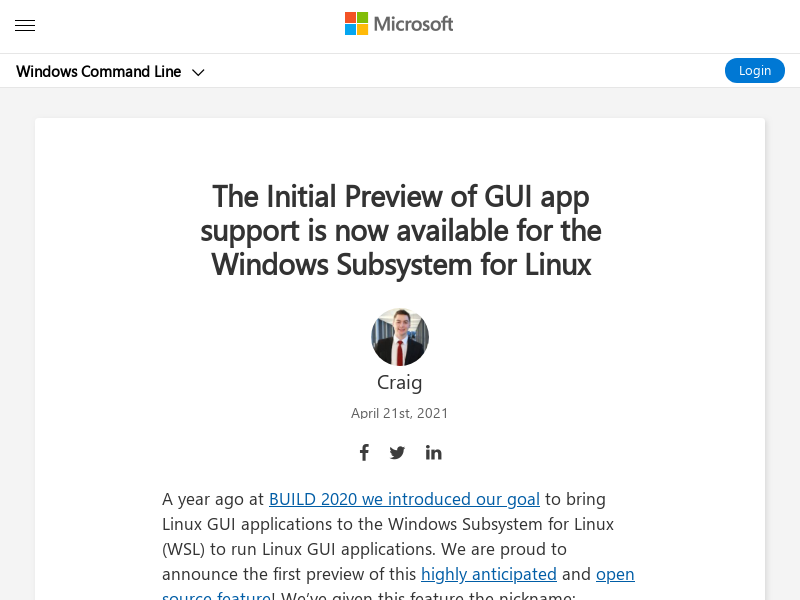 Microsoft
Windows Command Line
Login
The Initial Preview of GUI app
support is now available for the
Windows Subsystem for Linux
Craig
April 21st, 2021
A year ago at BUILD 2020 we introduced our goal to bring
Linux GUI applications to the Windows Subsystem for Linux
(WSL) to run Linux GUI applications. We are proud to
announce the first preview of this highly anticipated and open
source feature! We've given this feature the nickname: